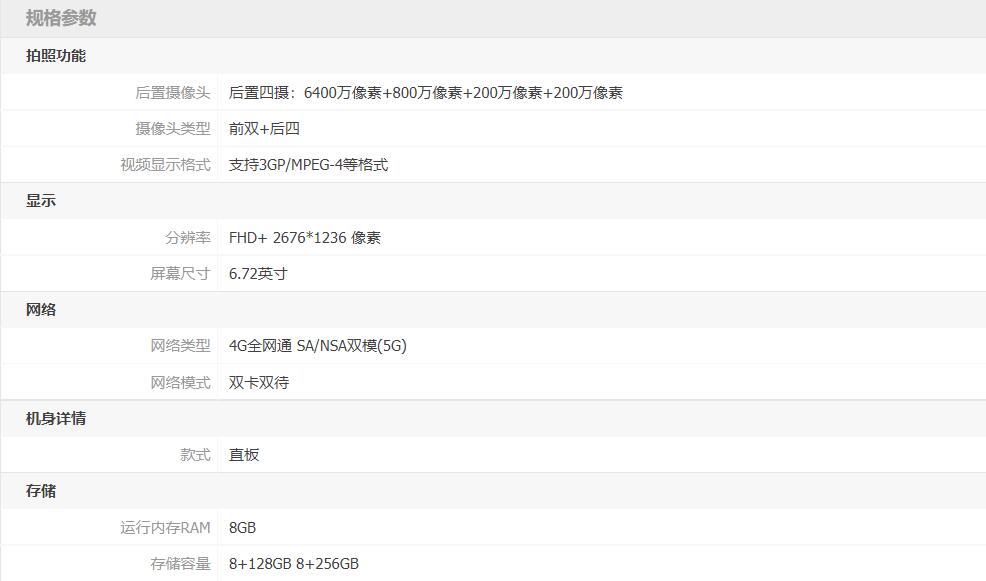 规格参数
拍照功能
后置摄像头 后置四摄：6400万像素+800万像素+200万像素+200万像素
摄像头类型 前双+后四
视频显示格式 支持3GP/MPEG-4等格式
显示
分辨率 FHD+ 2676*1236 像素
屏幕尺寸 6.72英寸
网络
网络类型 4G全网通 SA/NSA双模(5G)
网络模式 双卡双待
机身详情
款式 直板
存储
运行内存RAM 8GB
存储容量 8+128GB 8+256GB